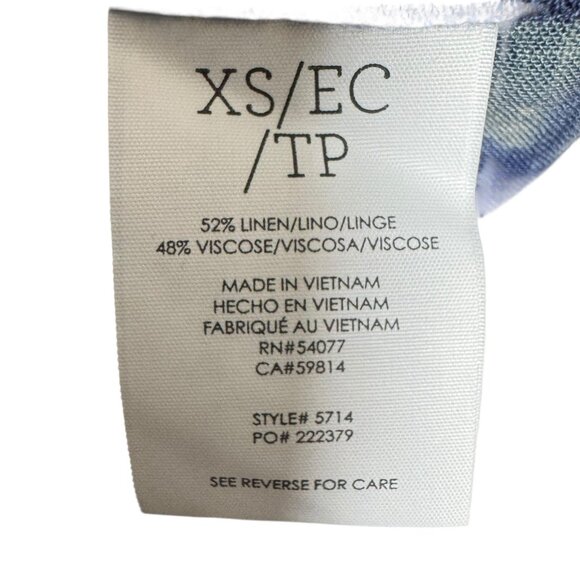 XS/EC
/TP
52% LINEN/LINO/LINGE
48% VISCOSE/VISCOSA/VISCOSE
MADE IN VIETNAM
HECHO EN VIETNAM
FABRIQUÉ AU VIETNAM
RN#54077
CA#59814
STYLE# 5714
PO# 222379
SEE REVERSE FOR CARE